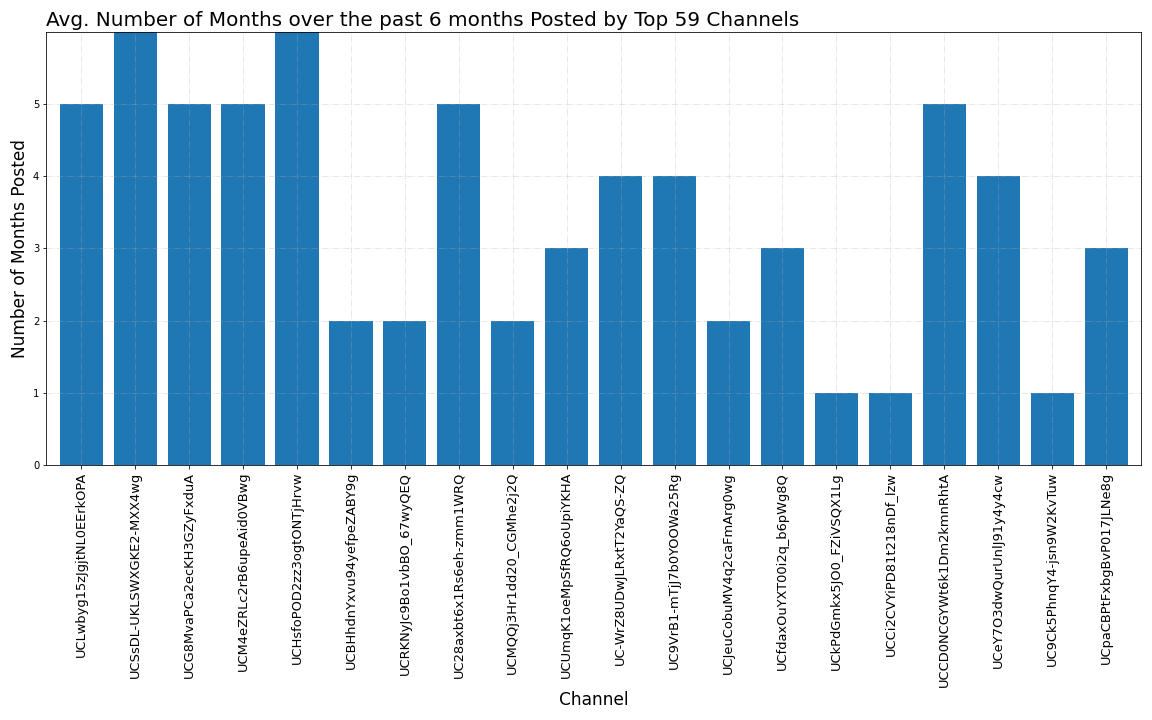 Avg. Number of Months over the past 6 months Posted by Top 59 Channels
Number of Months Posted
5
4
3
2
1
0
UCLwbyg15zJgjtNL0EErkOPA
UCSsDL-UKLSWXGKE2-MXX4wg
UCG8MvaPCa2ecKH3GZyFxduA
UCM4eZRLc2rB6upeAid0VBwg
UCHsfoPOD2zz3ogtONTjHrvw
UCBHhdnYxvu94yefpeZABY9g
UCRKNyJc9Bo1vbBO_67wyQEQ
UC28axbt6x1Rs6eh-zmm1WRQ
UCMQQj3Hr1dd20_CGMhe2j2Q
UCUmqK1oeMpSfRQ6oUpiYKHA
UC-WrZ8UDwJLRxtT2YaQS-ZQ
UC9VrB1-mTjJ7b0YOOWa25Rg
UCJeuCobuMV4q2caFmArg0wg
UCfdaxOuYXT00i2q_b6pWg8Q
UCkPdGmkx5JO0_FZiVSQX1Lg
UCCi2CVYiPD81t218nDf_lzw
UCCD0NCGYWt6k1Dm2kmnRhtA
UCeY7O3dwQurUnIJ91y4y4cw
UC9Ck5PhnqY4-jsn9W2KvTuw
UCpaCBPtFxbgBvP017JLNe8g
Channel